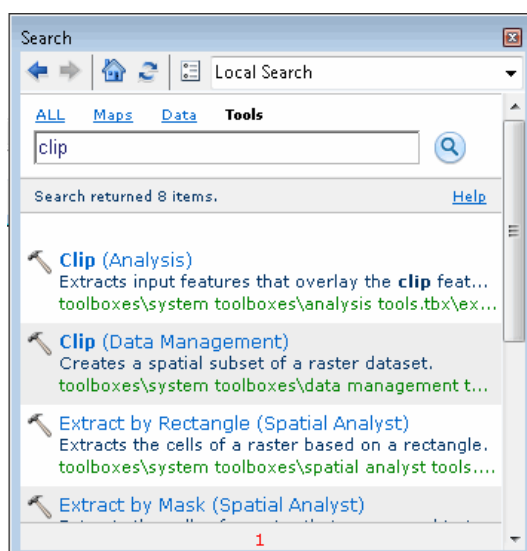 Search
Local Search
ALL Maps Data Tools
clip
Search returned 8 items. Help
Clip (Analysis)
Extracts input features that overlay the clip feat...
toolboxes\system toolboxes\analysis tools.tbx\ex...
Clip (Data Management)
Creates a spatial subset of a raster dataset.
toolboxes\system toolboxes\data management t...
Extract by Rectangle (Spatial Analyst)
Extracts the cells of a raster based on a rectangle.
toolboxes\system toolboxes\spatial analyst tools....
Extract by Mask (Spatial Analyst)
1